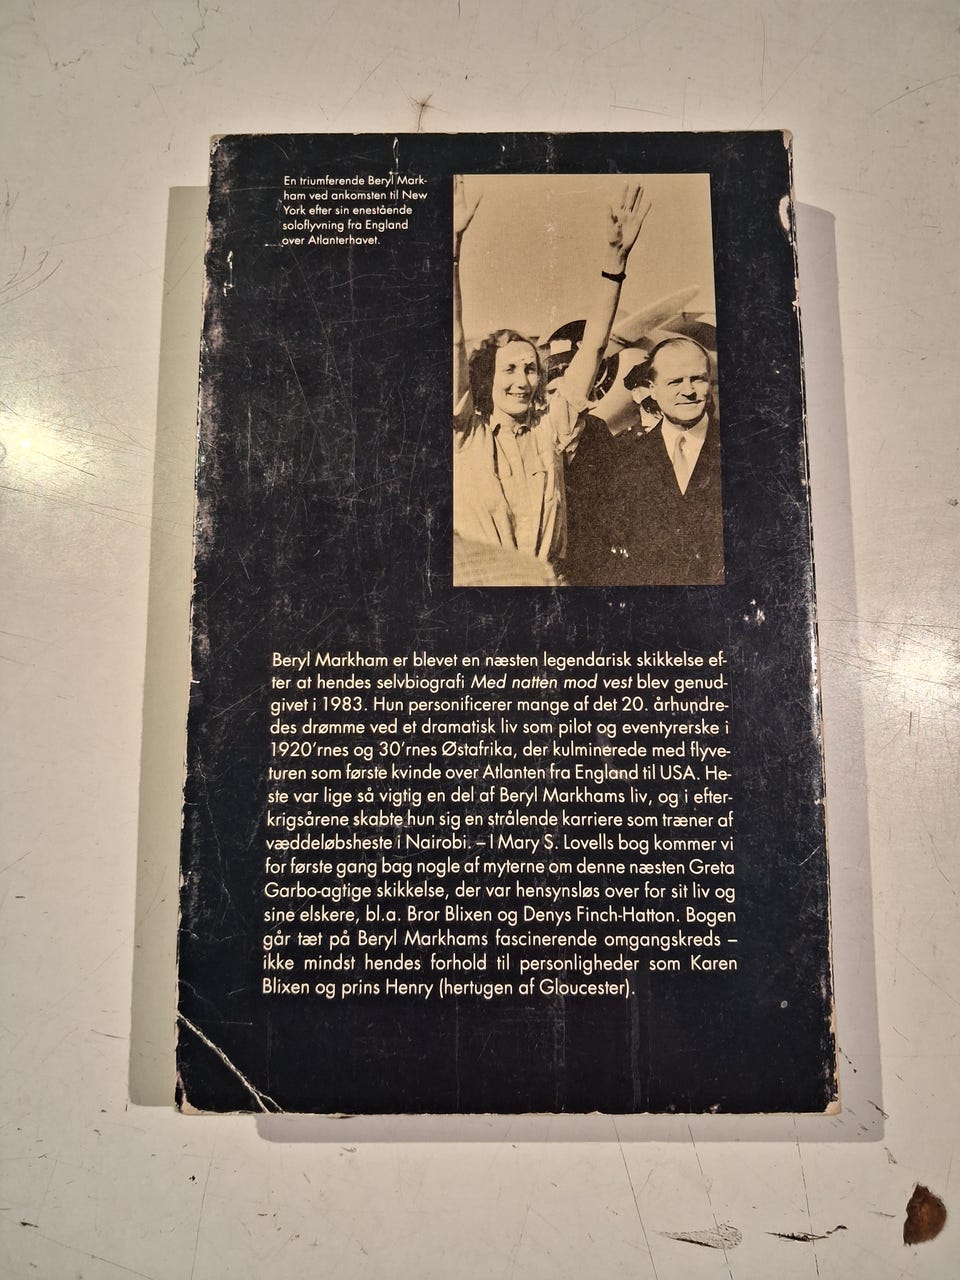 En triumferende Beryl Mark-
ham ved ankomsten til New
York efter sin enestående
soloflyvning fra England
over Atlanterhavet.
Beryl Markham er blevet en næsten legendarisk skikkelse ef-
ter at hendes selvbiografi Med natten mod vest blev genud-
givet i 1983. Hun personificerer mange af det 20. århundre-
des drømme ved et dramatisk liv som pilot og eventyrerske i
1920'rnes og 30'rnes Østafrika, der kulminerede med flyve-
turen som første kvinde over Atlanten fra England til USA. He-
ste var lige så vigtig en del af Beryl Markhams liv, og i efter-
krigsårene skabte hun sig en strålende karriere som træner af
væddeløbsheste i Nairobi. – I Mary S. Lovells bog kommer vi
for første gang bag nogle af myterne om denne næsten Greta
Garbo-agtige skikkelse, der var hensynsløs over for sit liv og
sine elskere, bl.a. Bror Blixen og Denys Finch-Hatton. Bogen
går tæt på Beryl Markhams fascinerende omgangskreds –
ikke mindst hendes forhold til personligheder som Karen
Blixen og prins Henry (hertugen af Gloucester).